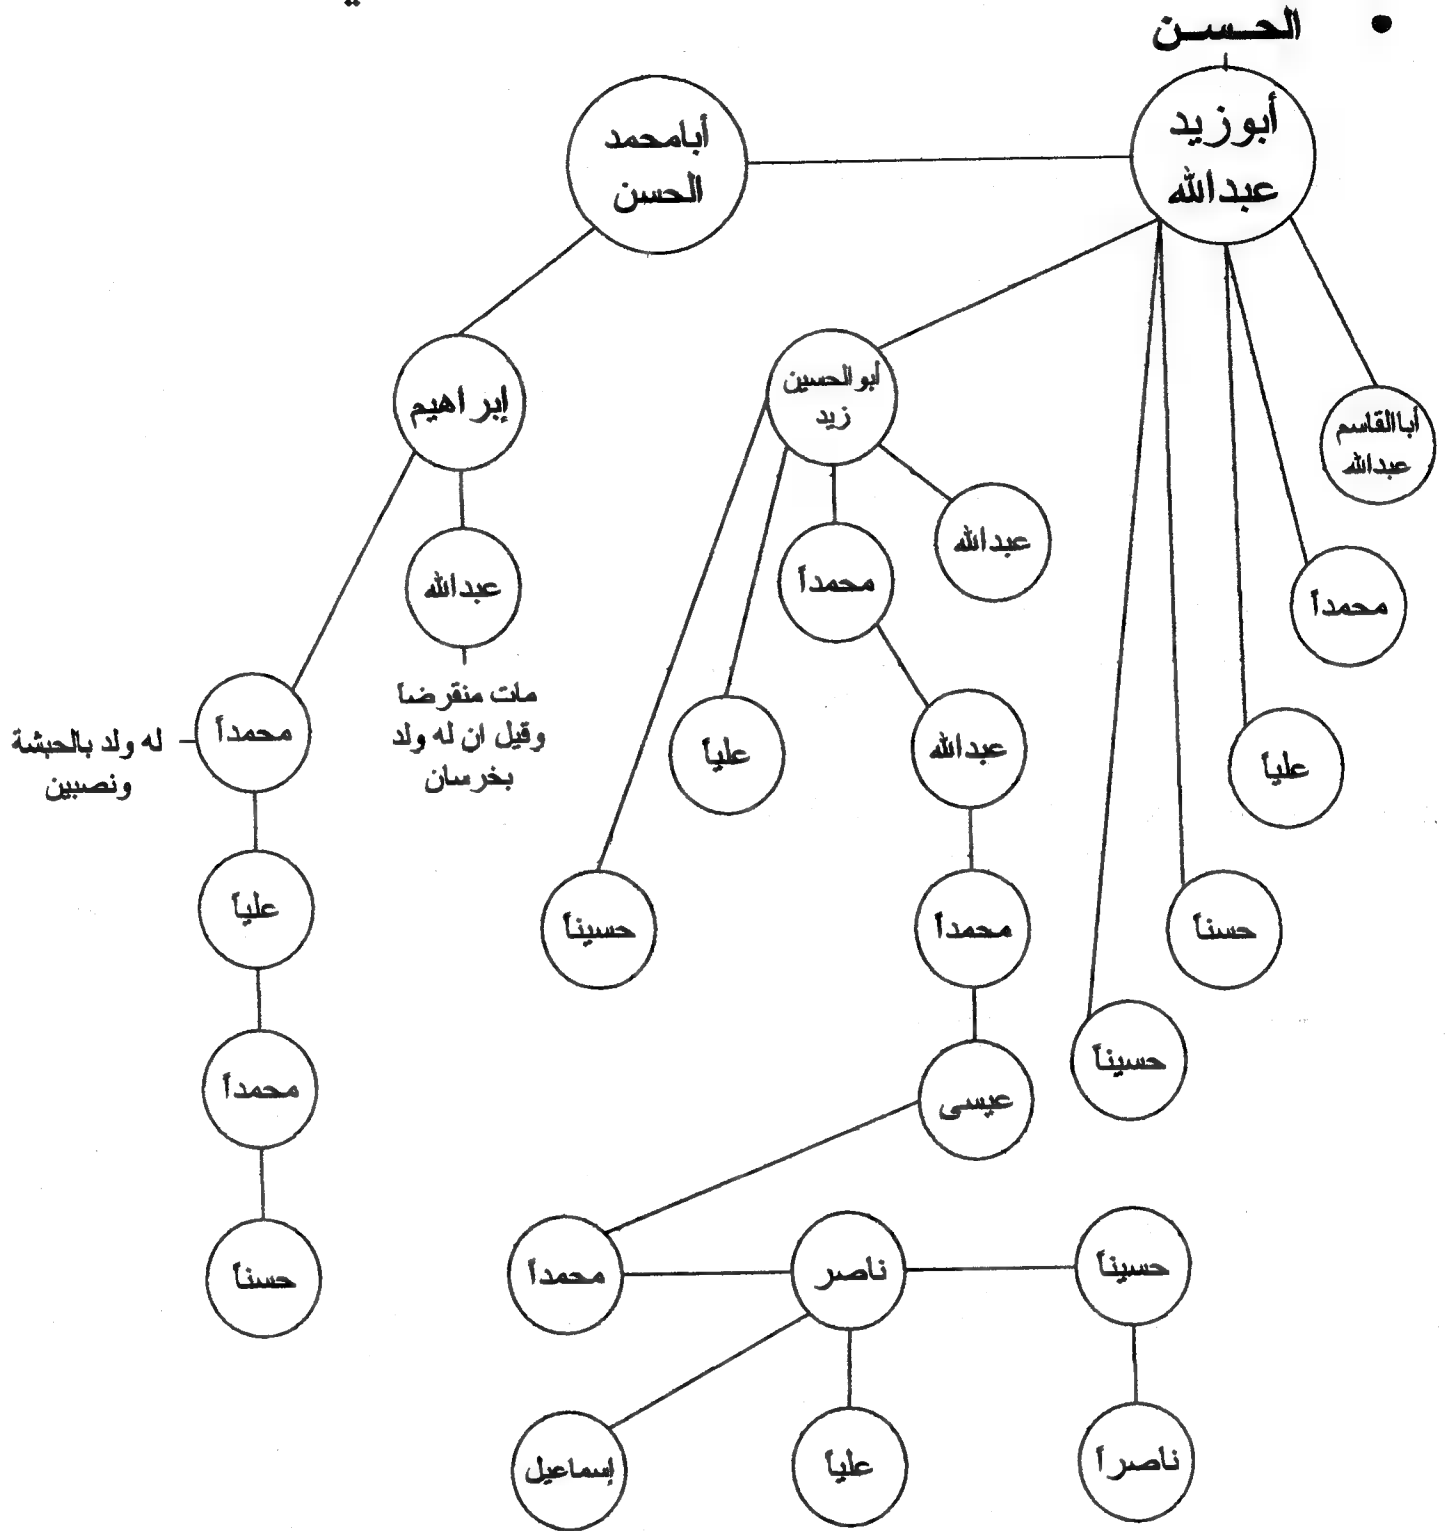 الحسن
أبوزيد
عبدالله
أبامحمد
الحسن
أباالقاسم
عبدالله
محمداً
علياً
حسناً
حسيناً
أبوالحسين
زيد
عبدالله
محمداً
علياً
حسيناً
عبدالله
محمداً
عيسى
محمداً
ناصر
حسيناً
ناصراً
علياً
إسماعيل
إبراهيم
عبدالله
مات منقرضا
وقيل ان له ولد
بخرسان
محمداً
له ولد بالحبشة
ونصبين
علياً
محمداً
حسناً